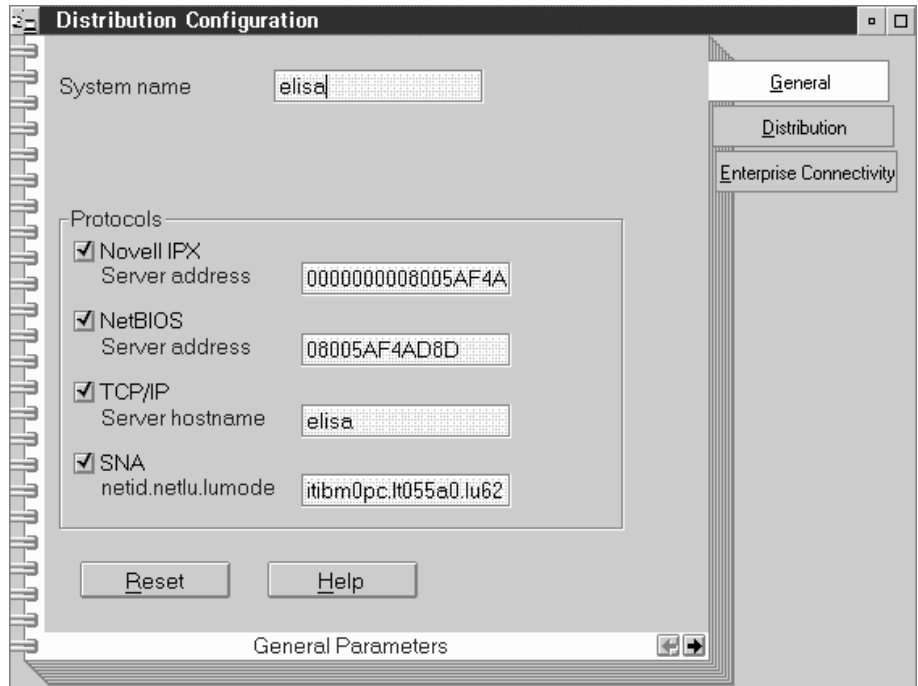 Distribution Configuration
System name
elisa
General
Distribution
Enterprise Connectivity
Protocols
Novell IPX
Server address
0000000008005AF4A
NetBIOS
Server address
08005AF4AD8D
TCP/IP
Server hostname
elisa
SNA
netid.netlu.lumode
itibm0pc.lt055a0.lu62
Reset
Help
General Parameters